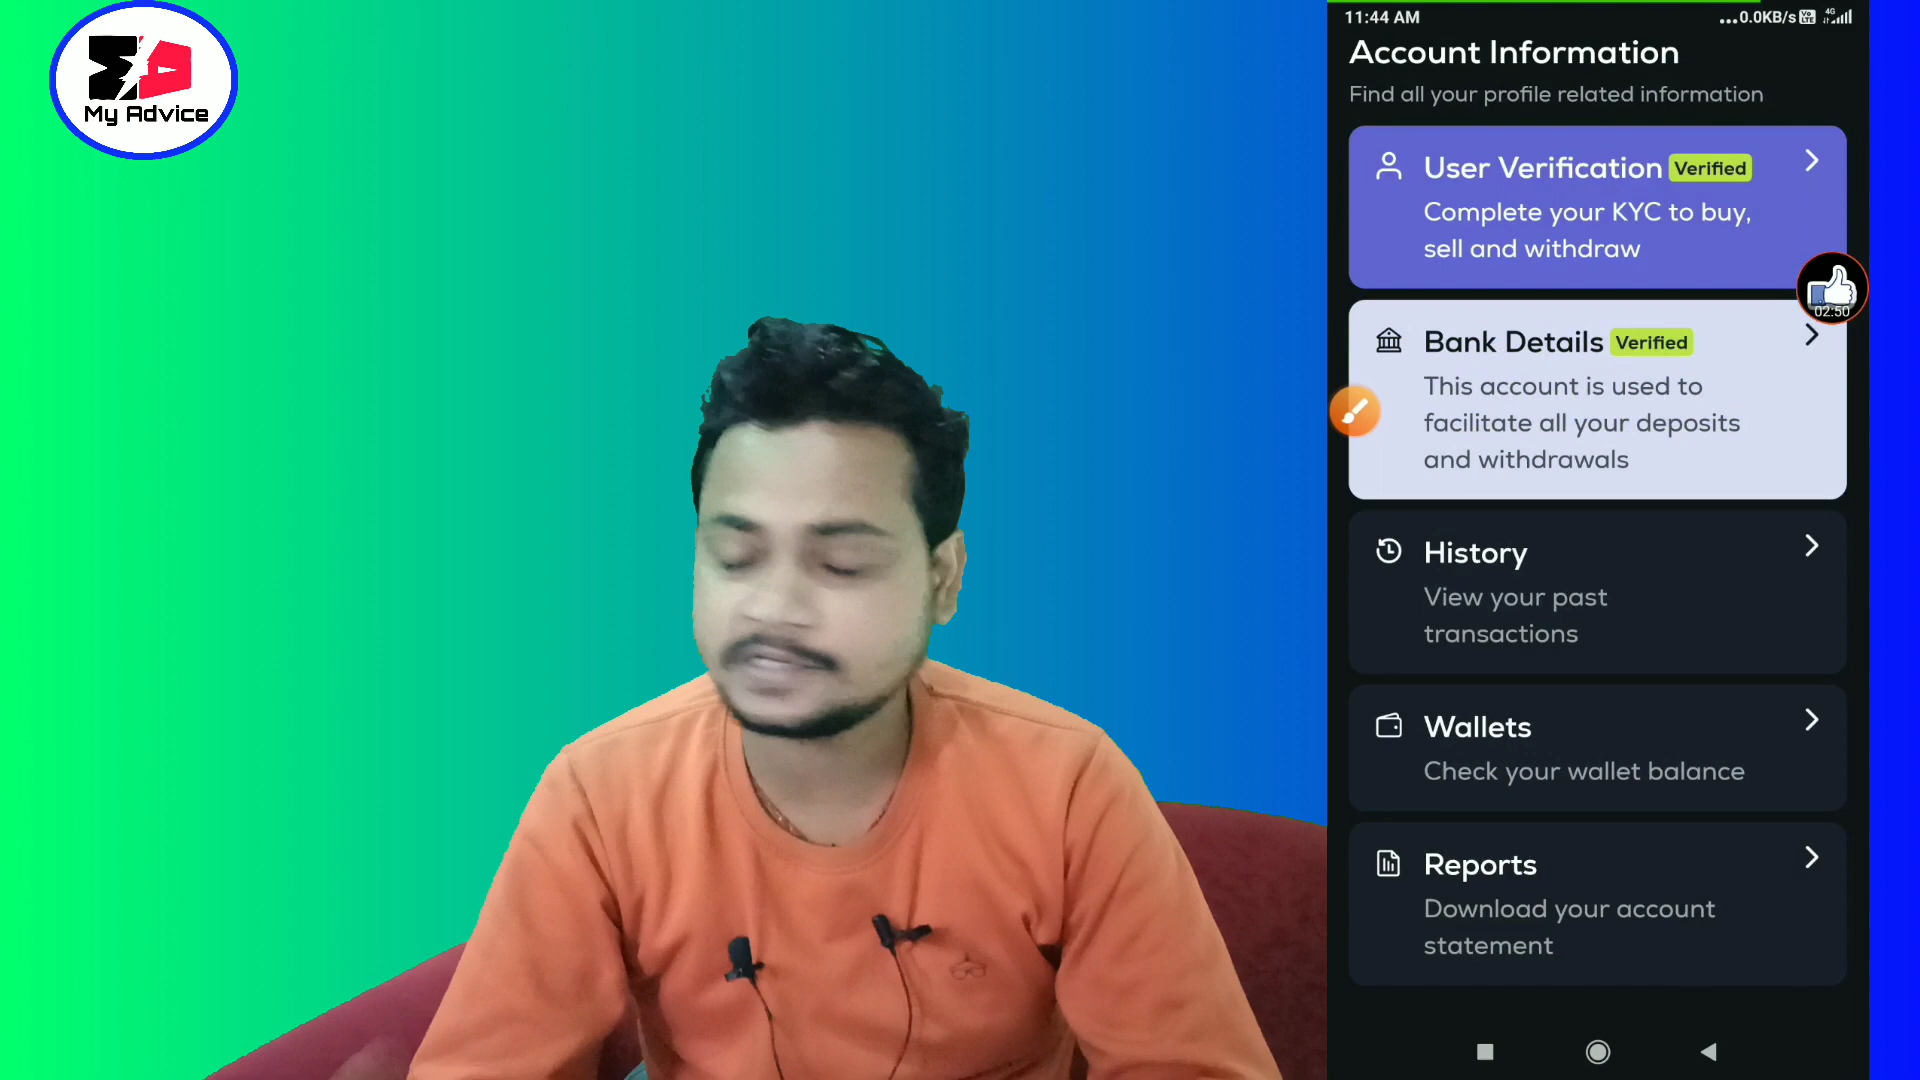 My Advice
11:44 AM
...0.0KB/s Vo LTE 4G
Account Information
Find all your profile related information
User Verification Verified
Complete your KYC to buy,
sell and withdraw
02:50
Bank Details Verified
This account is used to
facilitate all your deposits
and withdrawals
History
View your past
transactions
Wallets
Check your wallet balance
Reports
Download your account
statement